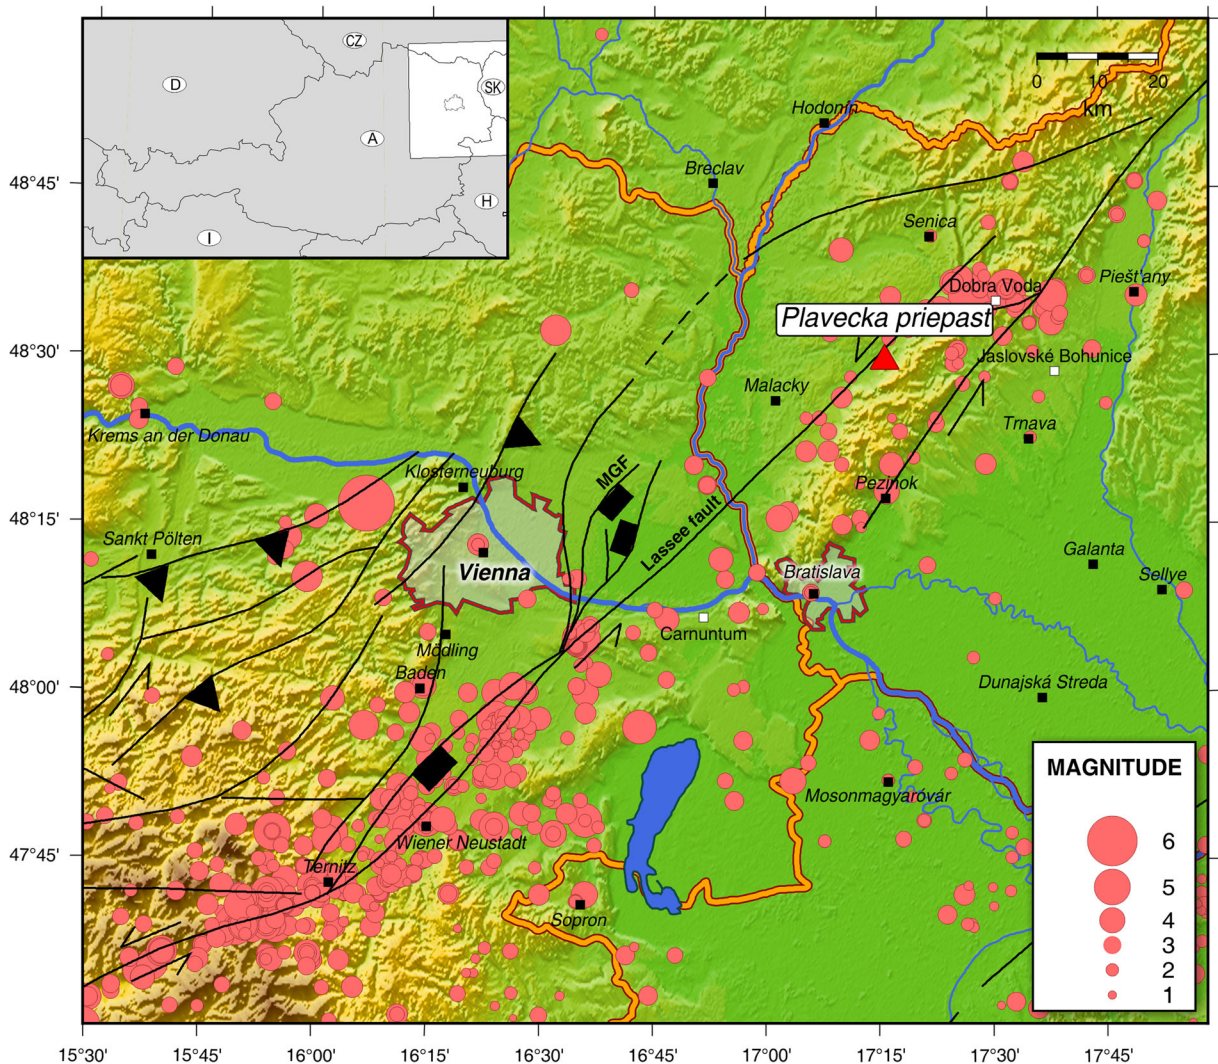 CZ
D
SK
A
H
I
0 10 20
km
Hodonín
Breclav
48°45'
Senica
Dobra Voda
Piešt'any
Plavecka priepast
48°30'
Jaslovské Bohunice
Malacky
Trnava
Krems an der Donau
Klosterneuburg
MGF
Pezinok
48°15'
Lassee fault
Sankt Pölten
Galanta
Vienna
Bratislava
Sellye
Carnuntum
Mödling
48°00'
Baden
Dunajská Streda
MAGNITUDE
Mosonmagyaróvár
6
47°45'
Wiener Neustadt
Ternitz
5
Sopron
4
3
2
1
15°30' 15°45' 16°00' 16°15' 16°30' 16°45' 17°00' 17°15' 17°30' 17°45'